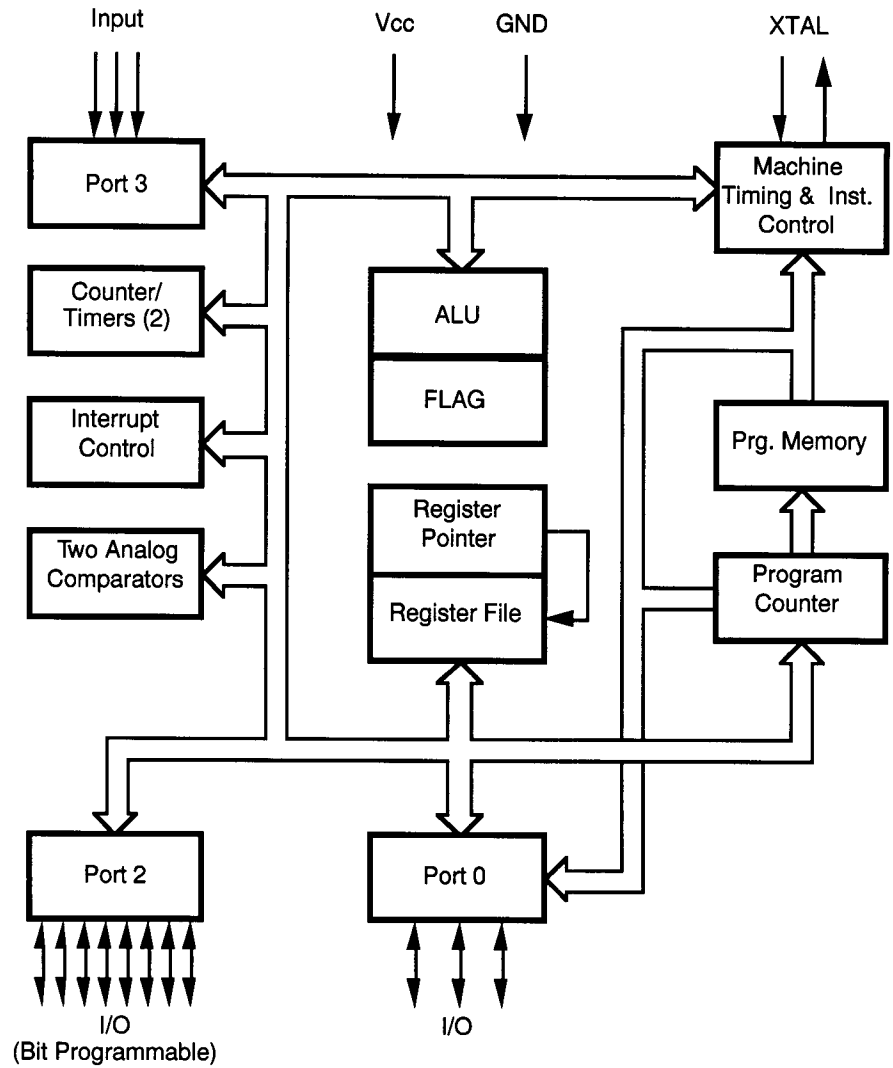 Input
Vcc
GND
XTAL
Port 3
Machine
Timing & Inst.
Control
Counter/
Timers (2)
ALU
FLAG
Interrupt
Control
Prg. Memory
Register
Pointer
Two Analog
Comparators
Program
Counter
Register File
Port 2
Port 0
I/O
(Bit Programmable)
I/O